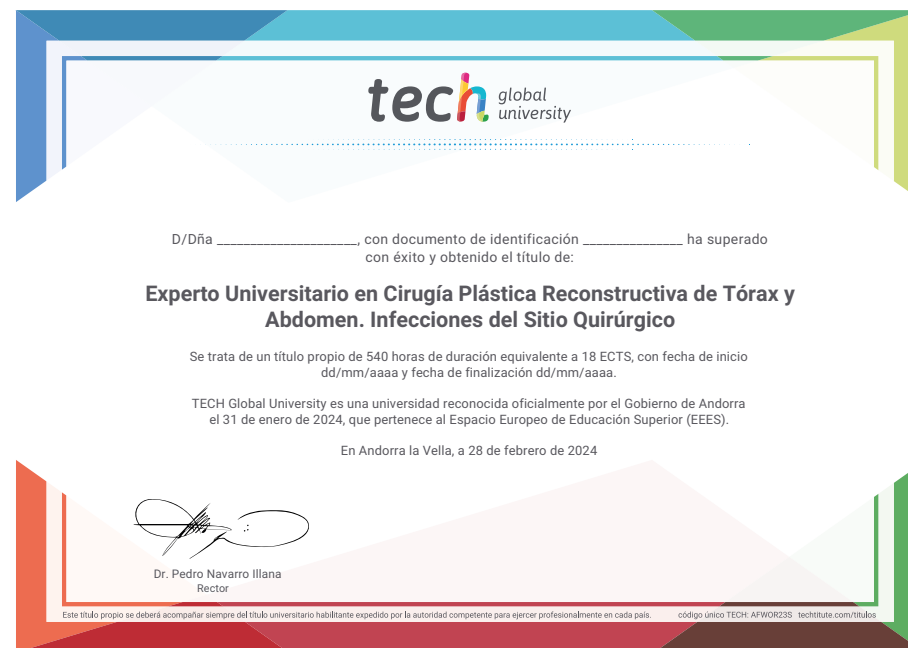 tech global university
D/Dña _____________________, con documento de identificación _______________ ha superado
con éxito y obtenido el título de:
Experto Universitario en Cirugía Plástica Reconstructiva de Tórax y
Abdomen. Infecciones del Sitio Quirúrgico
Se trata de un título propio de 540 horas de duración equivalente a 18 ECTS, con fecha de inicio
dd/mm/aaaa y fecha de finalización dd/mm/aaaa.
TECH Global University es una universidad reconocida oficialmente por el Gobierno de Andorra
el 31 de enero de 2024, que pertenece al Espacio Europeo de Educación Superior (EEES).
En Andorra la Vella, a 28 de febrero de 2024
Dr. Pedro Navarro Illana
Rector
Este título propio se deberá acompañar siempre del título universitario habilitante expedido por la autoridad competente para ejercer profesionalmente en cada país. código único TECH: AFWOR23S techtitute.com/titulos